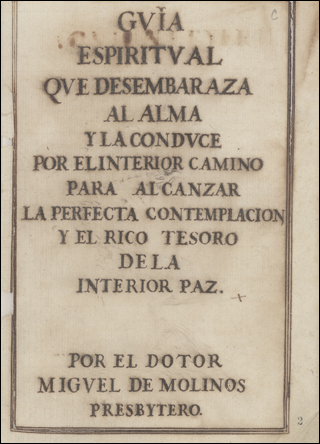 GVÍA
ESPIRITVAL
QVE DESEMBARAZA
AL ALMA
Y LA CONDVCE
POR EL INTERIOR CAMINO
PARA ALCANZAR
LA PERFECTA CONTEMPLACION
Y EL RICO TESORO
DE LA
INTERIOR PAZ.
POR EL DOTOR
MIGVEL DE MOLINOS
PRESBYTERO.
2